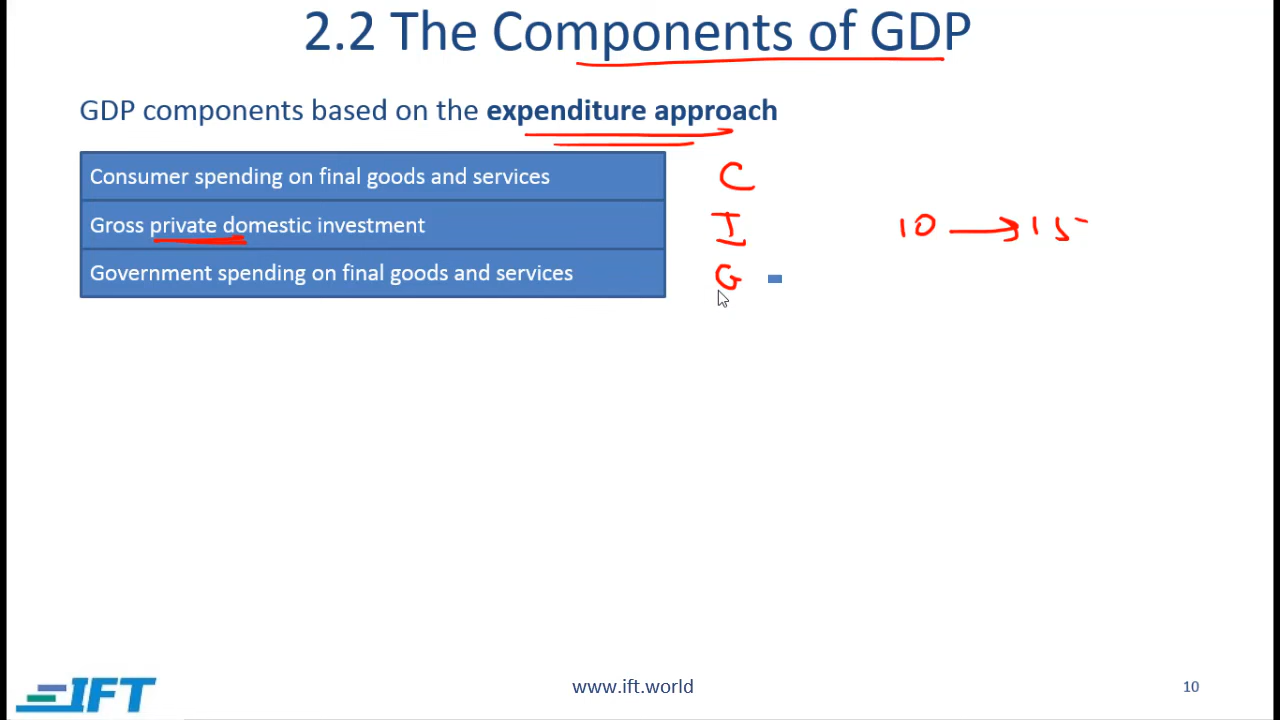 2.2 The Components of GDP
GDP components based on the expenditure approach
Consumer spending on final goods and services C
Gross private domestic investment I 10 → 15
Government spending on final goods and services G
IFT
www.ift.world
10